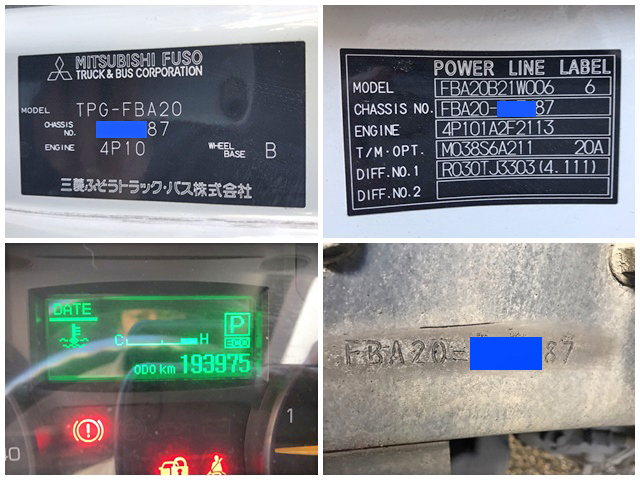 MITSUBISHI FUSO
TRUCK & BUS CORPORATION
MODEL TPG-FBA20
CHASSIS NO. 87
ENGINE 4P10 WHEEL BASE B
三菱ふそうトラック・バス株式会社
POWER LINE LABEL
MODEL FBA20B21W006 6
CHASSIS NO. FBA20- 87
ENGINE 4P101A2F2113
T/M・OPT. M038S6A211 20A
DIFF.NO.1 R030TJ3303(4.111)
DIFF.NO.2
DATE
P
C H ECO
ODO km 193975
40
1
FBA20- 87